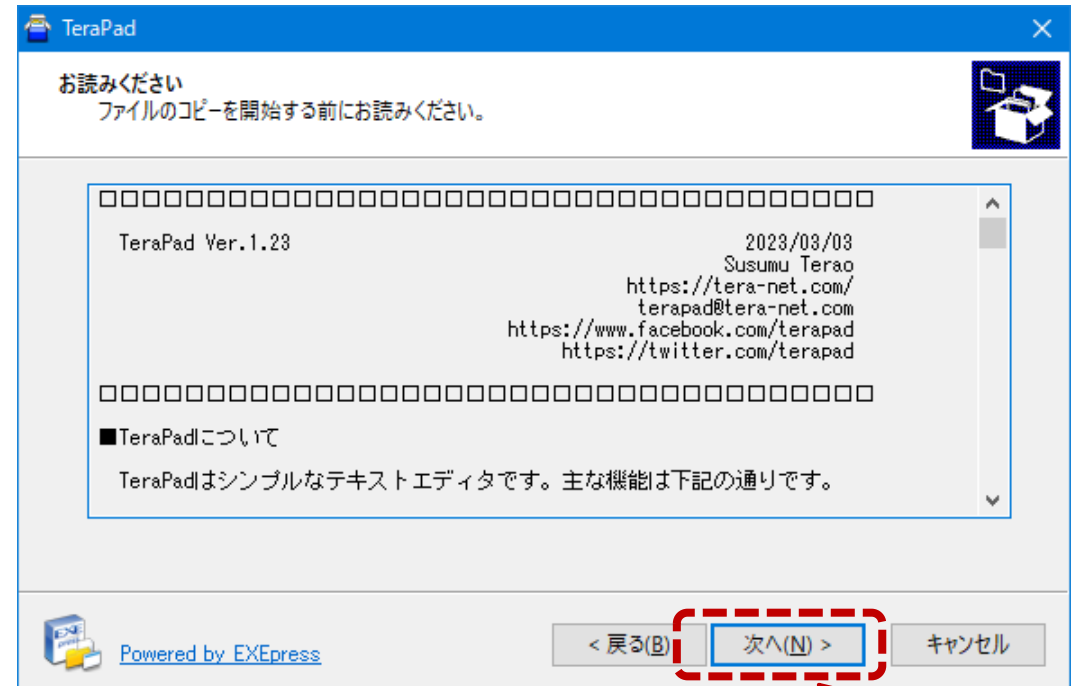 TeraPad
お読みください
ファイルのコピーを開始する前にお読みください。
□□□□□□□□□□□□□□□□□□□□□□□□□□□□□□□□□□□□
TeraPad Ver.1.23 2023/03/03
Susumu Terao
https://tera-net.com/
terapad@tera-net.com
https://www.facebook.com/terapad
https://twitter.com/terapad
□□□□□□□□□□□□□□□□□□□□□□□□□□□□□□□□□□□□
■TeraPadについて
TeraPadはシンプルなテキストエディタです。主な機能は下記の通りです。
Powered by EXEpress
< 戻る(B)
次へ(N) >
キャンセル